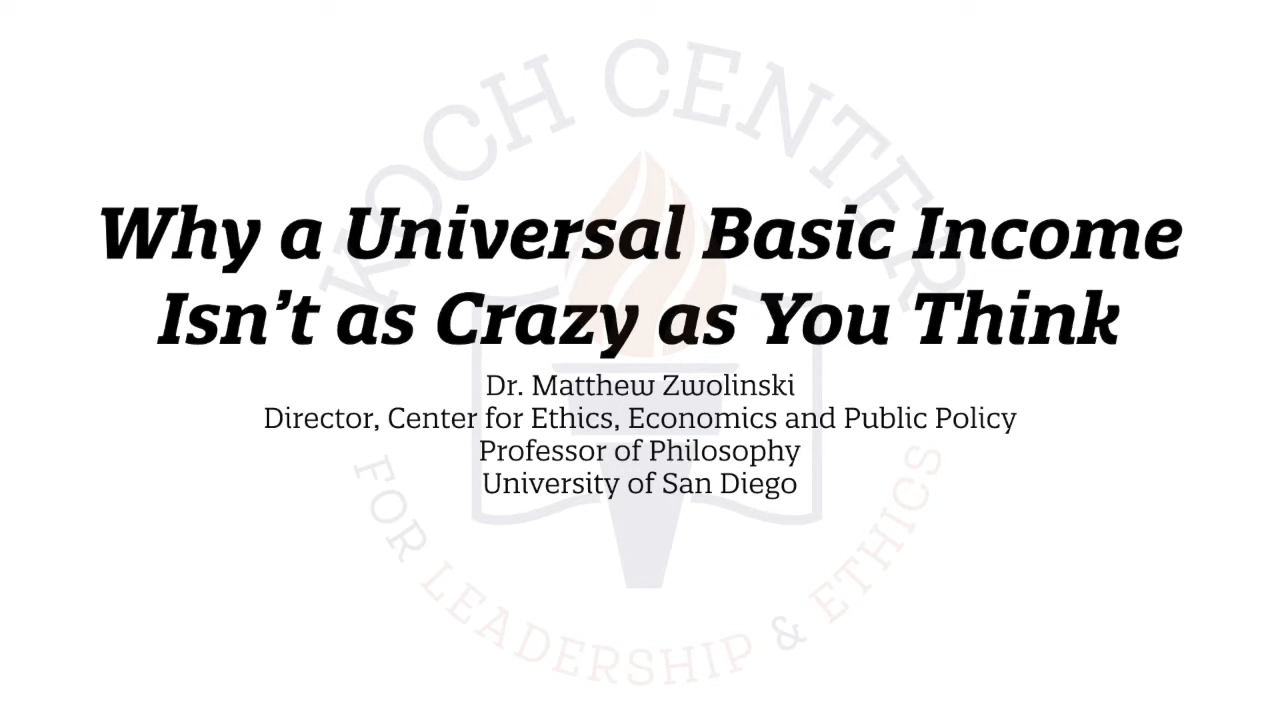 KOCH CENTER
Why a Universal Basic Income
Isn’t as Crazy as You Think
Dr. Matthew Zwolinski
Director, Center for Ethics, Economics and Public Policy
Professor of Philosophy
University of San Diego
FOR LEADERSHIP & ETHICS